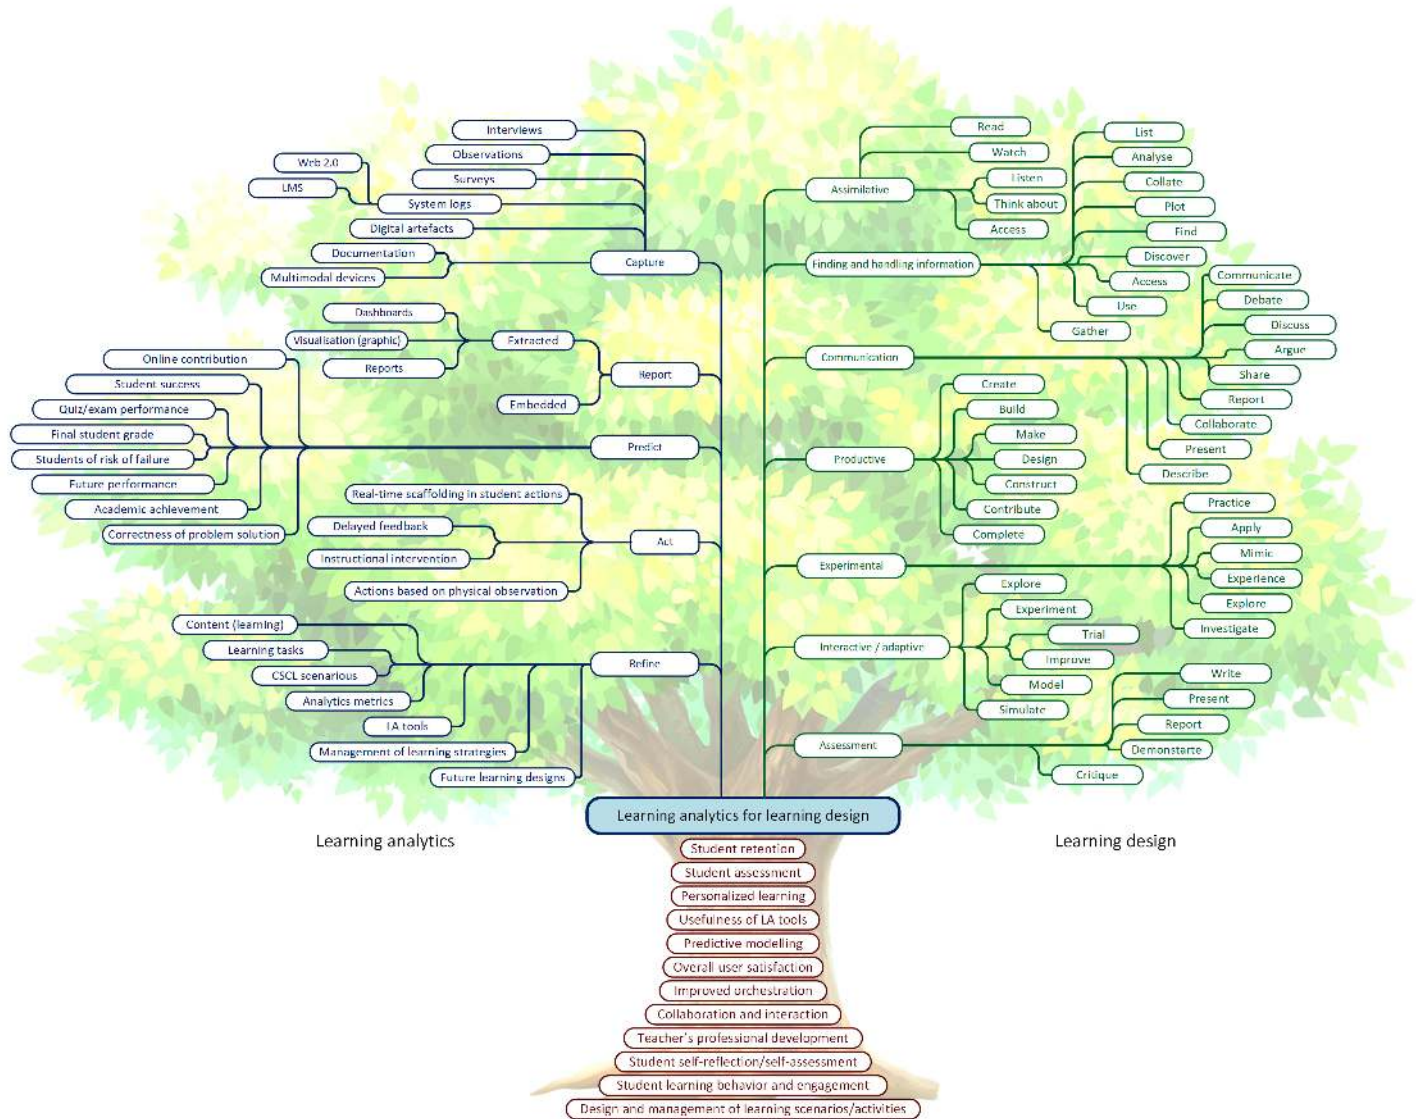 Interviews
Observations
Web 2.0
Surveys
LMS
System logs
Digital artefacts
Documentation
Multimodal devices
Capture
Dashboards
Visualisation (graphic)
Reports
Extracted
Embedded
Report
Online contribution
Student success
Quiz/exam performance
Final student grade
Students of risk of failure
Future performance
Academic achievement
Correctness of problem solution
Predict
Real-time scaffolding in student actions
Delayed feedback
Instructional intervention
Actions based on physical observation
Act
Content (learning)
Learning tasks
CSCL scenarious
Analytics metrics
LA tools
Management of learning strategies
Future learning designs
Refine
Assimilative
Read
Watch
Listen
Think about
Access
Finding and handling information
List
Analyse
Collate
Plot
Find
Discover
Access
Use
Gather
Communication
Communicate
Debate
Discuss
Argue
Share
Report
Collaborate
Present
Describe
Productive
Create
Build
Make
Design
Construct
Contribute
Complete
Experimental
Practice
Apply
Mimic
Experience
Explore
Investigate
Interactive / adaptive
Explore
Experiment
Trial
Improve
Model
Simulate
Assessment
Write
Present
Report
Demonstarte
Critique
Learning analytics for learning design
Learning analytics
Learning design
Student retention
Student assessment
Personalized learning
Usefulness of LA tools
Predictive modelling
Overall user satisfaction
Improved orchestration
Collaboration and interaction
Teacher's professional development
Student self-reflection/self-assessment
Student learning behavior and engagement
Design and management of learning scenarios/activities